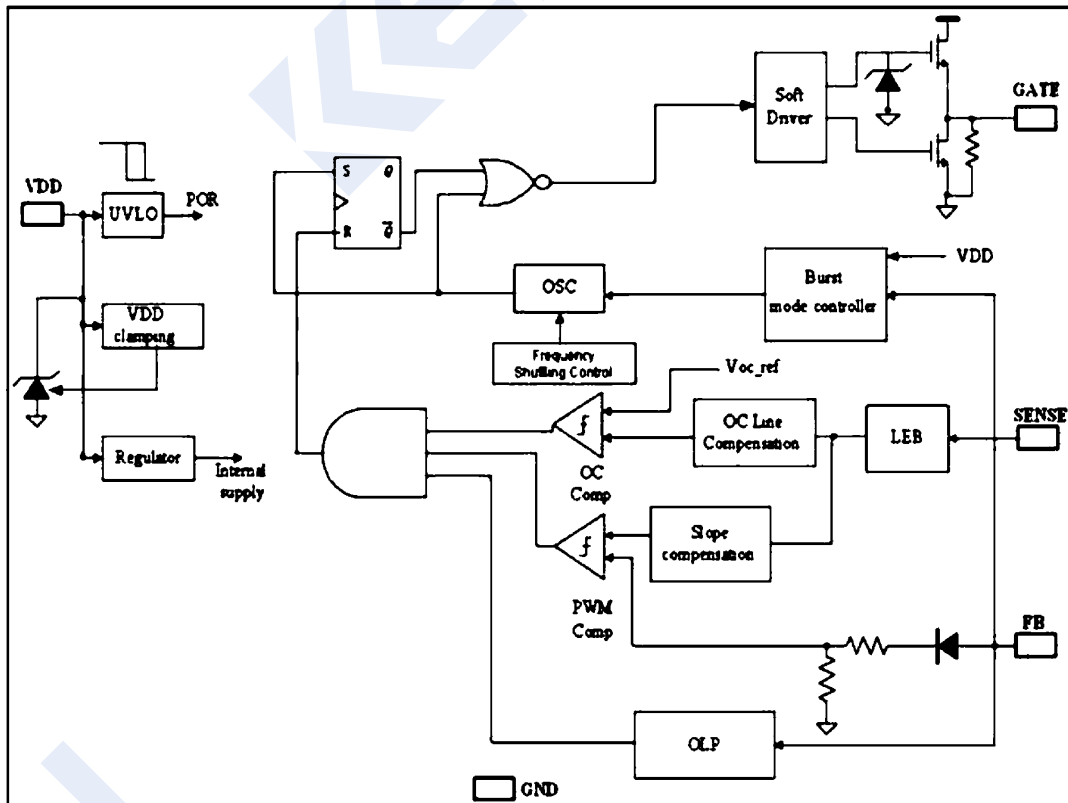 Soft
Driver
GATE
VDD
UVLO
POR
S
Q
R
Q̅
VDD
clamping
OSC
Burst
mode controller
VDD
Frequency
Shuffling Control
Voc_ref
Regulator
Internal
supply
OC
Comp
OC Line
Compensation
LEB
SENSE
PWM
Comp
Slope
compensation
FB
OLP
GND